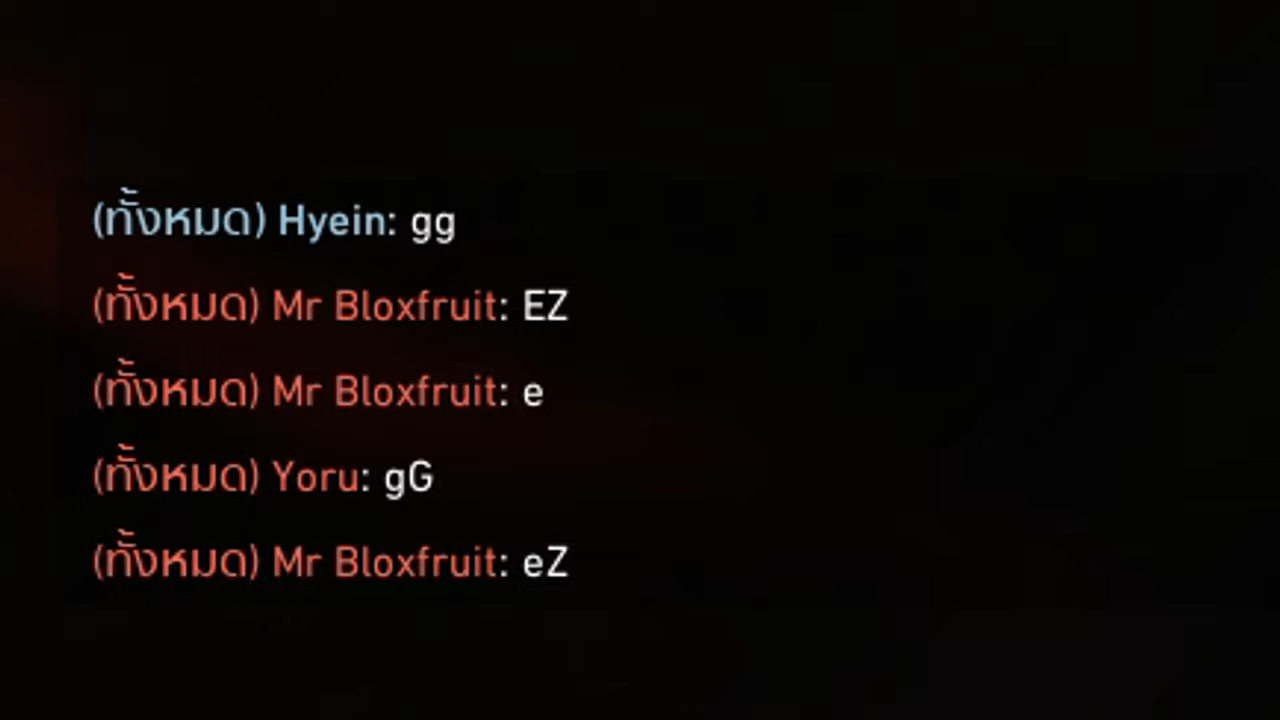 (ทั้งหมด) Hyein: gg
(ทั้งหมด) Mr Bloxfruit: EZ
(ทั้งหมด) Mr Bloxfruit: e
(ทั้งหมด) Yoru: gG
(ทั้งหมด) Mr Bloxfruit: eZ